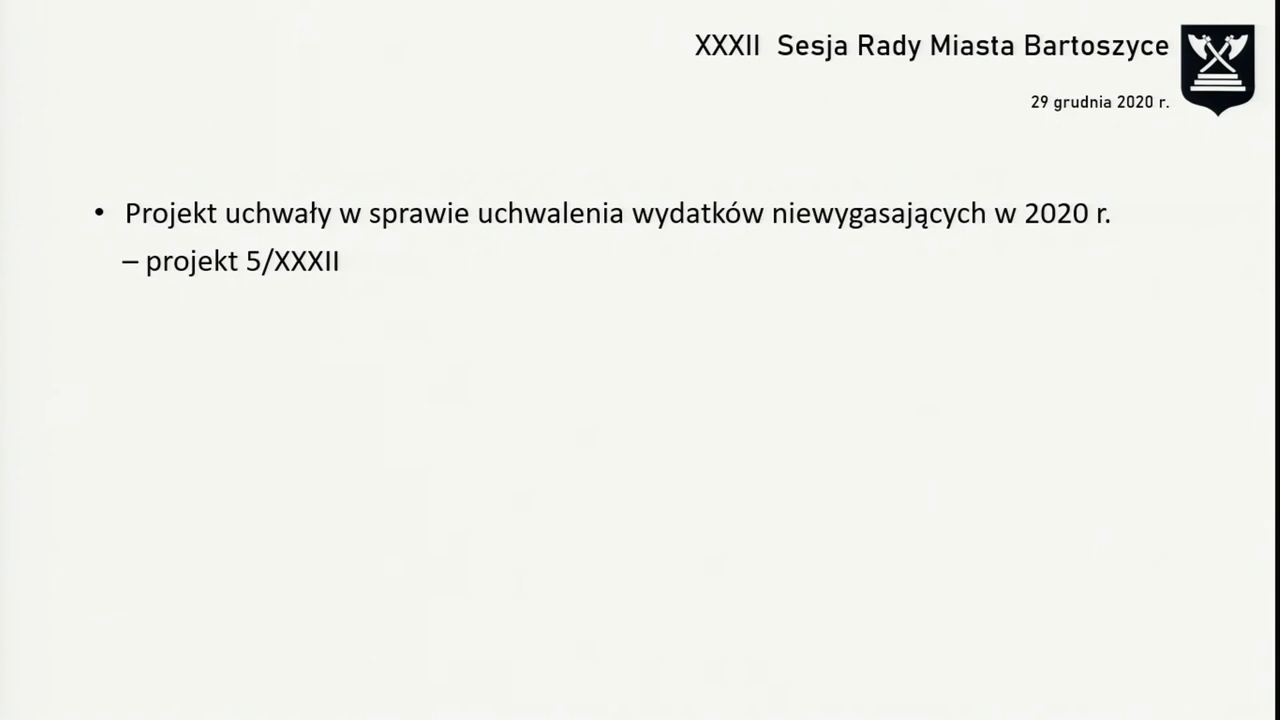 XXXII Sesja Rady Miasta Bartoszyce
29 grudnia 2020 r.
• Projekt uchwały w sprawie uchwalenia wydatków niewygasających w 2020 r.
– projekt 5/XXXII